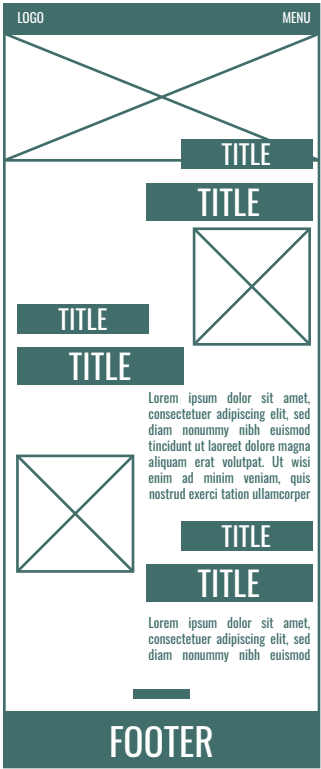 LOGO MENU
TITLE
TITLE
TITLE
TITLE
Lorem ipsum dolor sit amet,
consectetuer adipiscing elit, sed
diam nonummy nibh euismod
tincidunt ut laoreet dolore magna
aliquam erat volutpat. Ut wisi
enim ad minim veniam, quis
nostrud exerci tation ullamcorper
TITLE
TITLE
Lorem ipsum dolor sit amet,
consectetuer adipiscing elit, sed
diam nonummy nibh euismod
FOOTER